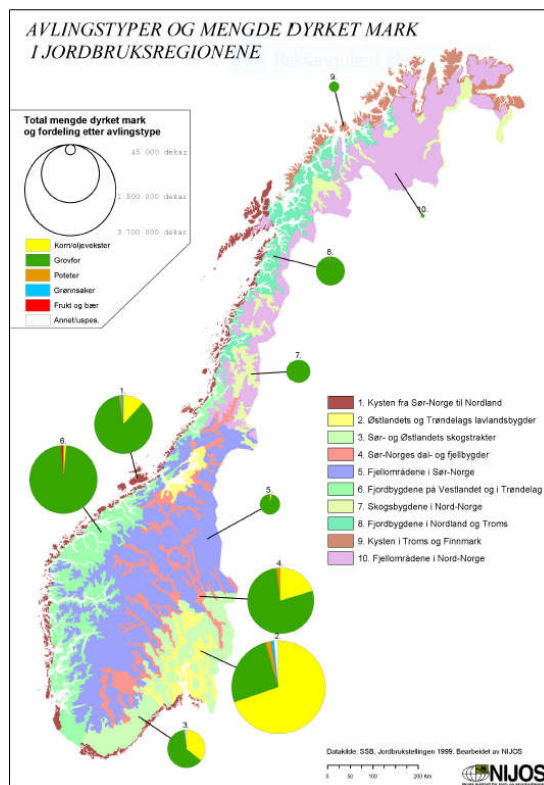 AVLINGSTYPER OG MENGDE DYRKET MARK
I JORDBRUKSREGIONENE
Total mengde dyrket mark
og fordeling etter avlingstype
45 000 dekar
1 500 000 dekar
3 700 000 dekar
Korn/oljevekster
Grovfor
Poteter
Grønnsaker
Frukt og bær
Annet/uspes.
9.
10.
8.
7.
1.
6.
5.
4.
2.
3.
1. Kysten fra Sør-Norge til Nordland
2. Østlandets og Trøndelags lavlandsbygder
3. Sør- og Østlandets skogstrakter
4. Sør-Norges dal- og fjellbygder
5. Fjellområdene i Sør-Norge
6. Fjordbygdene på Vestlandet og i Trøndelag
7. Skogsbygdene i Nord-Norge
8. Fjordbygdene i Nordland og Troms
9. Kysten i Troms og Finnmark
10. Fjellområdene i Nord-Norge
Datakilde: SSB, Jordbrukstellingen 1999. Bearbeidet av NIJOS
0 50 100 200 Km
NIJOS